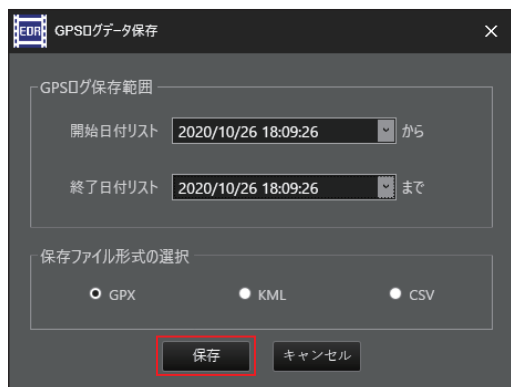 EDR GPSログデータ保存
GPSログ保存範囲
開始日付リスト 2020/10/26 18:09:26 から
終了日付リスト 2020/10/26 18:09:26 まで
保存ファイル形式の選択
GPX KML CSV
保存 キャンセル